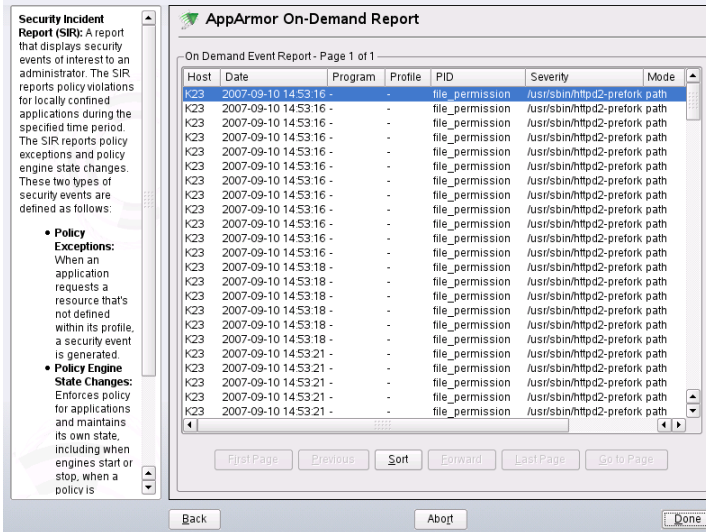 Security Incident
Report (SIR): A report
that displays security
events of interest to an
administrator. The SIR
reports policy violations
for locally confined
applications during the
specified time period.
The SIR reports policy
exceptions and policy
engine state changes.
These two types of
security events are
defined as follows:
• Policy
Exceptions:
When an
application
requests a
resource that's
not defined
within its profile,
a security event
is generated.
• Policy Engine
State Changes:
Enforces policy
for applications
and maintains
its own state,
including when
engines start or
stop, when a
policy is
AppArmor On-Demand Report
On Demand Event Report - Page 1 of 1
Host Date Program Profile PID Severity Mode
K23 2007-09-10 14:53:16 - - file_permission /usr/sbin/httpd2-prefork path
K23 2007-09-10 14:53:16 - - file_permission /usr/sbin/httpd2-prefork path
K23 2007-09-10 14:53:16 - - file_permission /usr/sbin/httpd2-prefork path
K23 2007-09-10 14:53:16 - - file_permission /usr/sbin/httpd2-prefork path
K23 2007-09-10 14:53:16 - - file_permission /usr/sbin/httpd2-prefork path
K23 2007-09-10 14:53:16 - - file_permission /usr/sbin/httpd2-prefork path
K23 2007-09-10 14:53:16 - - file_permission /usr/sbin/httpd2-prefork path
K23 2007-09-10 14:53:16 - - file_permission /usr/sbin/httpd2-prefork path
K23 2007-09-10 14:53:16 - - file_permission /usr/sbin/httpd2-prefork path
K23 2007-09-10 14:53:16 - - file_permission /usr/sbin/httpd2-prefork path
K23 2007-09-10 14:53:16 - - file_permission /usr/sbin/httpd2-prefork path
K23 2007-09-10 14:53:16 - - file_permission /usr/sbin/httpd2-prefork path
K23 2007-09-10 14:53:18 - - file_permission /usr/sbin/httpd2-prefork path
K23 2007-09-10 14:53:18 - - file_permission /usr/sbin/httpd2-prefork path
K23 2007-09-10 14:53:18 - - file_permission /usr/sbin/httpd2-prefork path
K23 2007-09-10 14:53:18 - - file_permission /usr/sbin/httpd2-prefork path
K23 2007-09-10 14:53:18 - - file_permission /usr/sbin/httpd2-prefork path
K23 2007-09-10 14:53:18 - - file_permission /usr/sbin/httpd2-prefork path
K23 2007-09-10 14:53:21 - - file_permission /usr/sbin/httpd2-prefork path
K23 2007-09-10 14:53:21 - - file_permission /usr/sbin/httpd2-prefork path
K23 2007-09-10 14:53:21 - - file_permission /usr/sbin/httpd2-prefork path
K23 2007-09-10 14:53:21 - - file_permission /usr/sbin/httpd2-prefork path
K23 2007-09-10 14:53:21 - - file_permission /usr/sbin/httpd2-prefork path
First Page Previous Sort Forward Last Page Go to Page
Back Abort Done